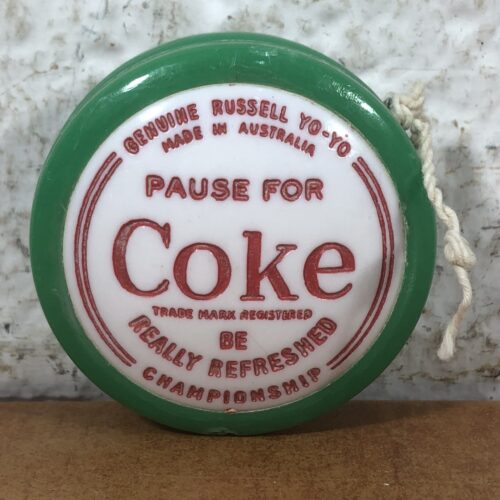 GENUINE RUSSELL YO-YO
MADE IN AUSTRALIA
PAUSE FOR
Coke
TRADE MARK REGISTERED
BE
REALLY REFRESHED
CHAMPIONSHIP